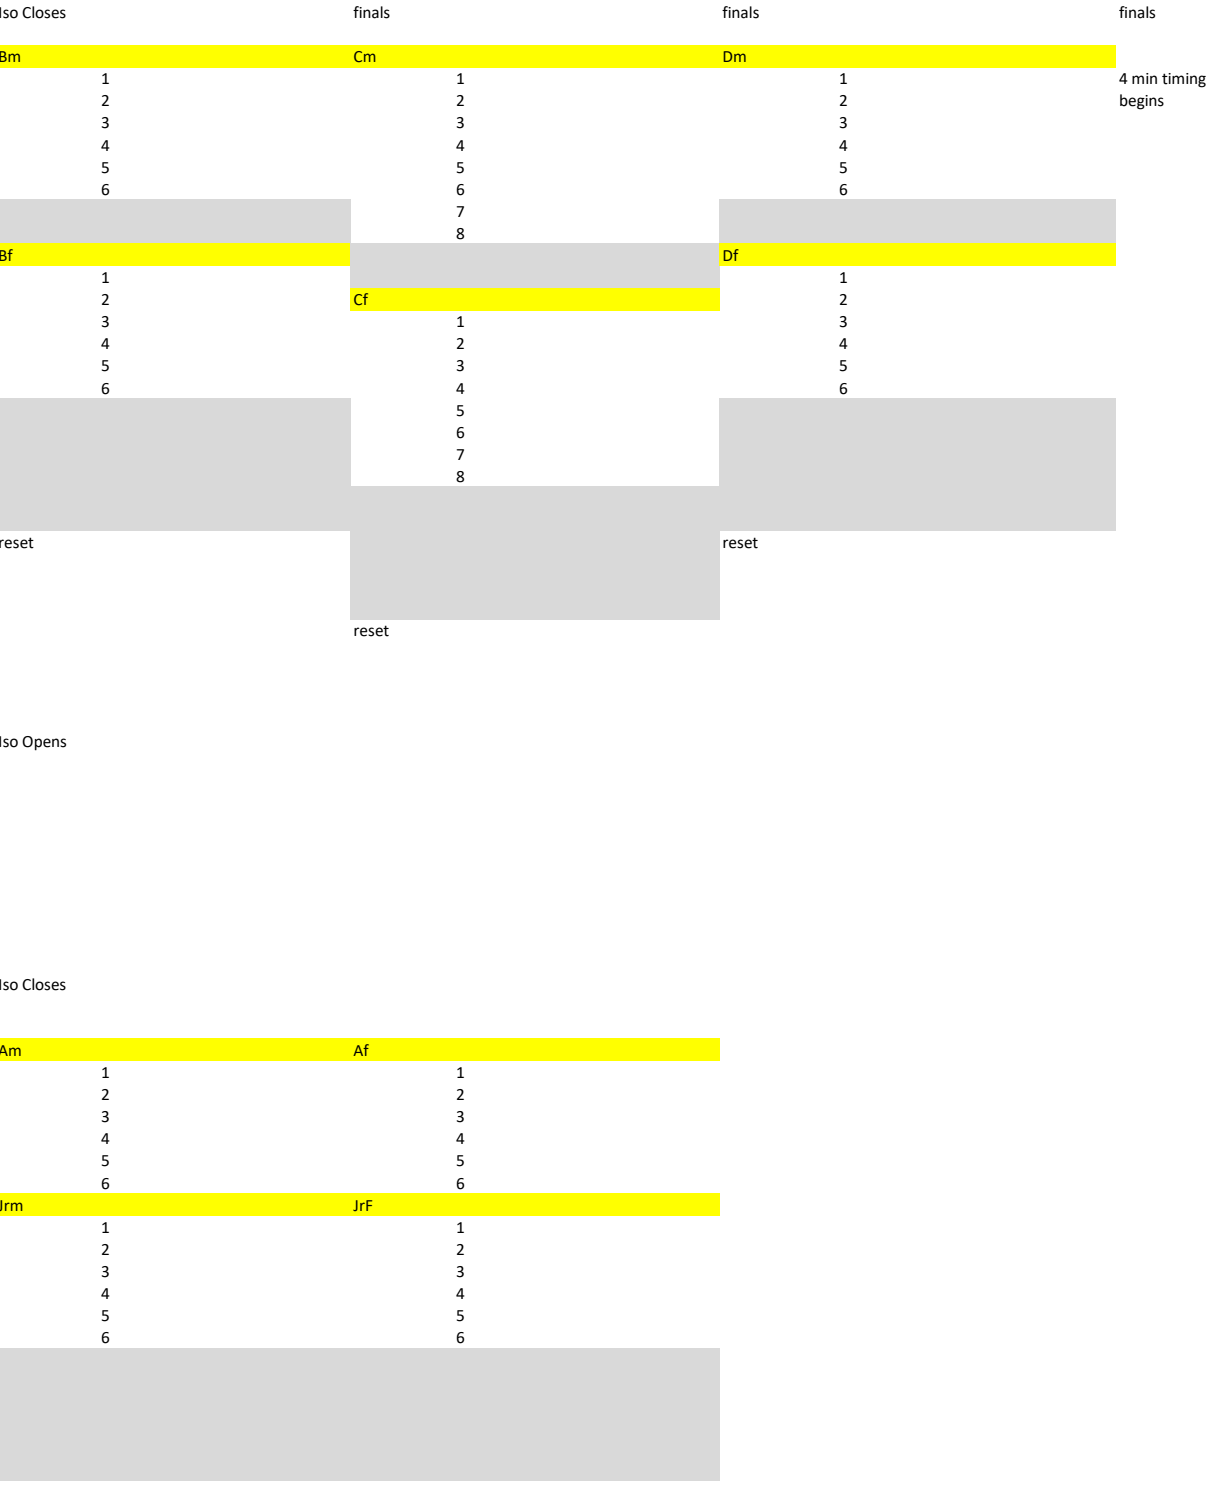 Iso Closes finals finals finals
Bm Cm Dm
1 1 1 4 min timing
2 2 2 begins
3 3 3
4 4 4
5 5 5
6 6 6
7
8
Bf Df
1 1
2 Cf 2
3 1 3
4 2 4
5 3 5
6 4 6
5
6
7
8
reset reset
reset
Iso Opens
Iso Closes
Am Af
1 1
2 2
3 3
4 4
5 5
6 6
Jrm JrF
1 1
2 2
3 3
4 4
5 5
6 6